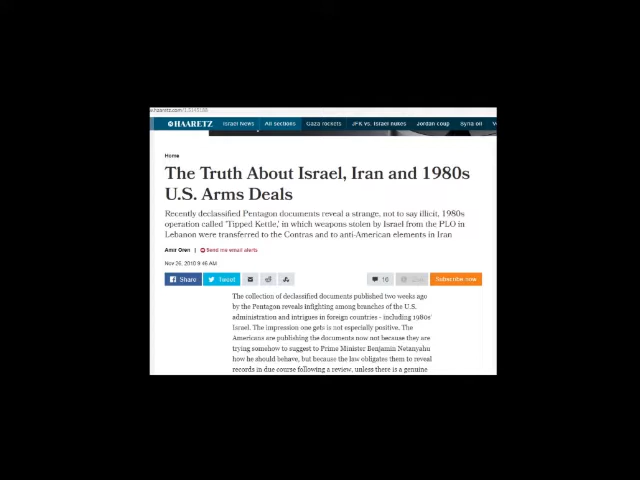 HAARETZ Israel News All sections Gaza rockets JFK vs. Israel nukes Jordan coup Syria oil
Home
The Truth About Israel, Iran and 1980s
U.S. Arms Deals
Recently declassified Pentagon documents reveal a strange, not to say illicit, 1980s
operation called 'Tipped Kettle,' in which weapons stolen by Israel from the PLO in
Lebanon were transferred to the Contras and to anti-American elements in Iran
Amir Oren | Send me email alerts
Nov 26, 2010 9:46 AM
Share Tweet 16 Subscribe now
The collection of declassified documents published two weeks ago
by the Pentagon reveals infighting among branches of the U.S.
administration and intrigues in foreign countries - including 1980s'
Israel. The impression one gets is not especially positive. The
Americans are publishing the documents now not because they are
trying somehow to suggest to Prime Minister Benjamin Netanyahu
how he should behave, but because the law obligates them to reveal
records in due course following a review, unless there is a genuine